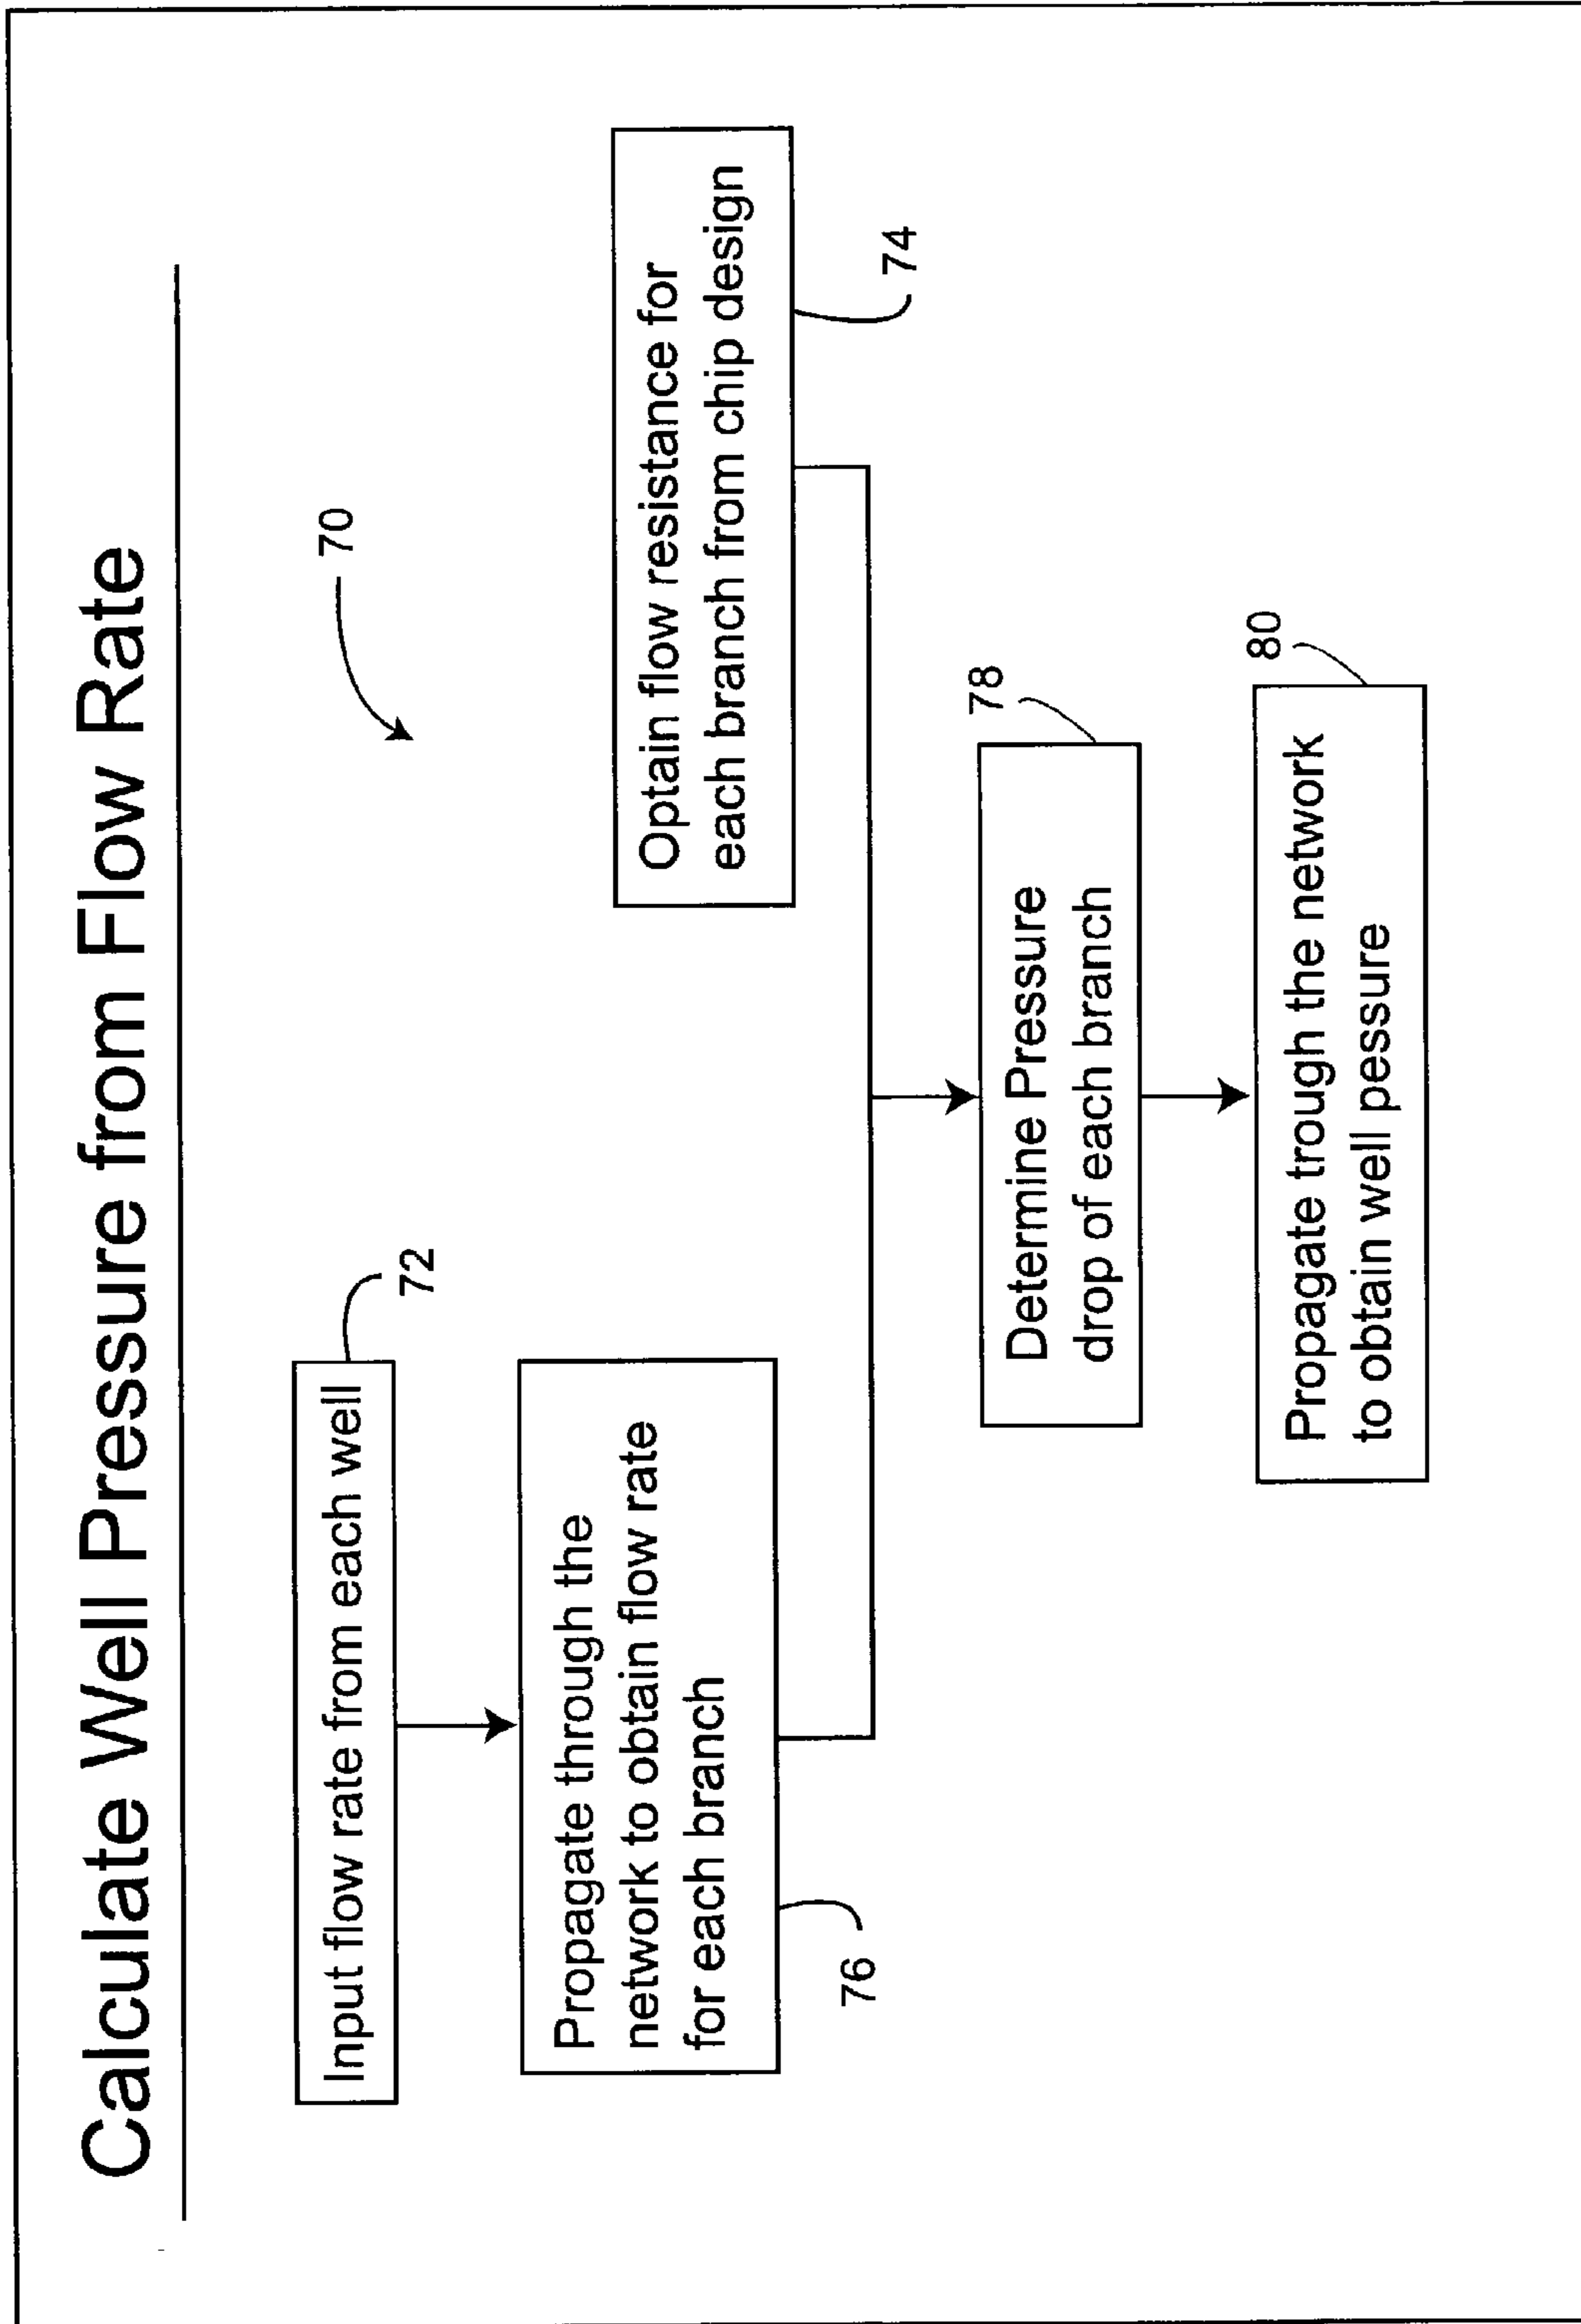 Calculate Well Pressure from Flow Rate
70
Input flow rate from each well
72
Propagate through the
network to obtain flow rate
for each branch
76
Optain flow resistance for
each branch from chip design
74
Determine Pressure
drop of each branch
78
Propagate trough the network
to obtain well pessure
80